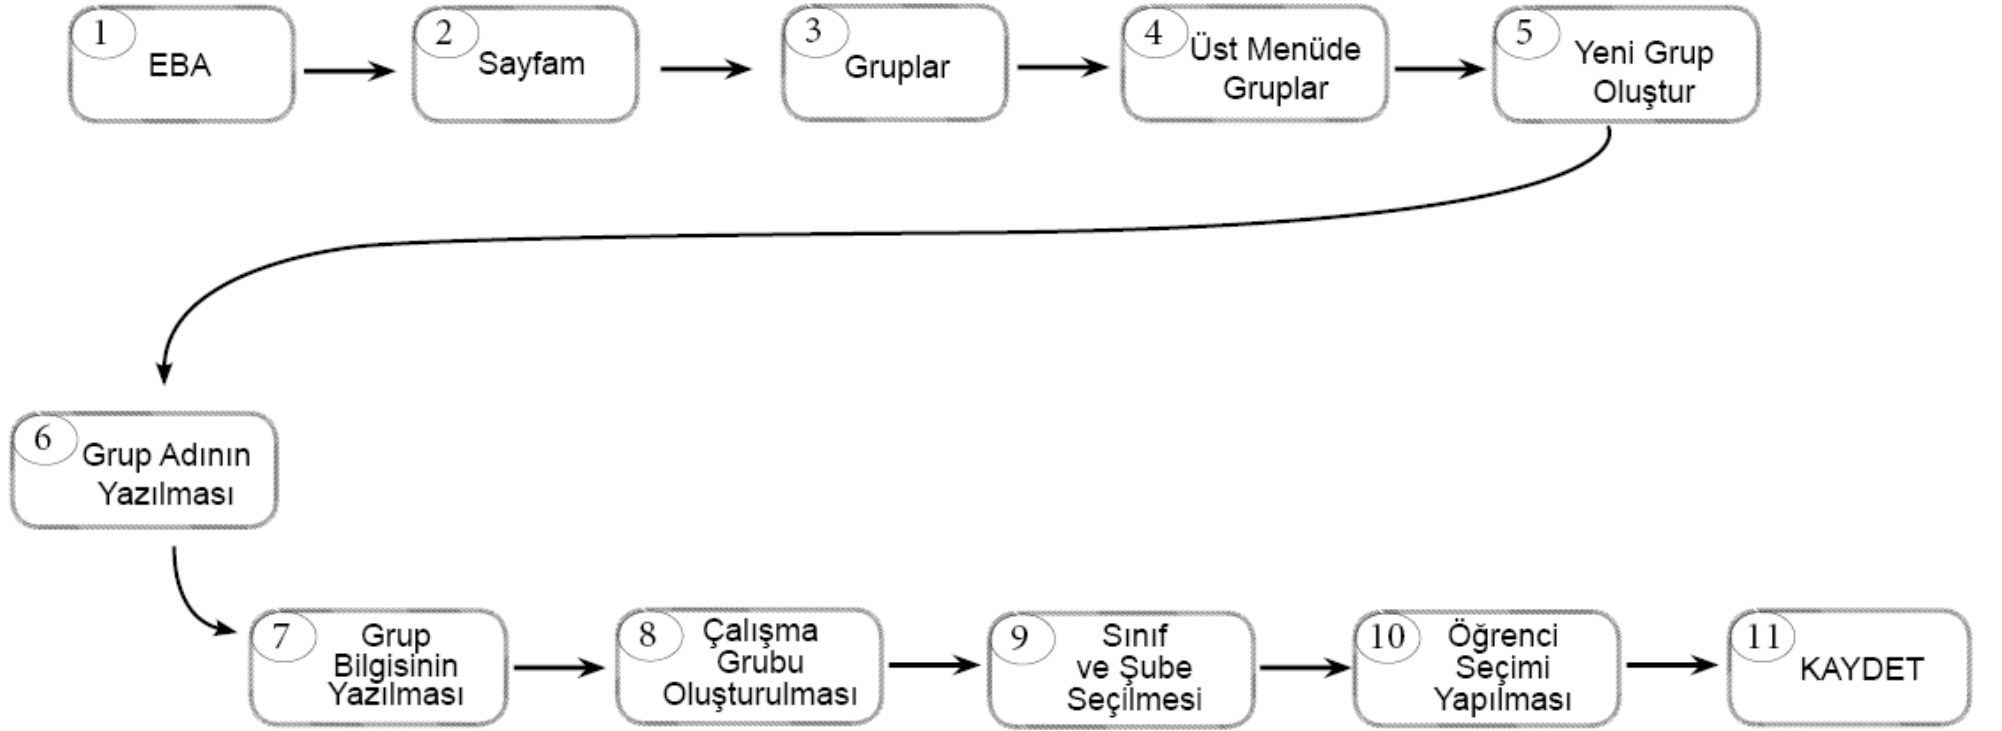 1
EBA
2
Sayfam
3
Gruplar
4
Üst Menüde
Gruplar
5
Yeni Grup
Oluştur
6
Grup Adının
Yazılması
7
Grup
Bilgisinin
Yazılması
8
Çalışma
Grubu
Oluşturulması
9
Sınıf
ve Şube
Seçilmesi
10
Öğrenci
Seçimi
Yapılması
11
KAYDET